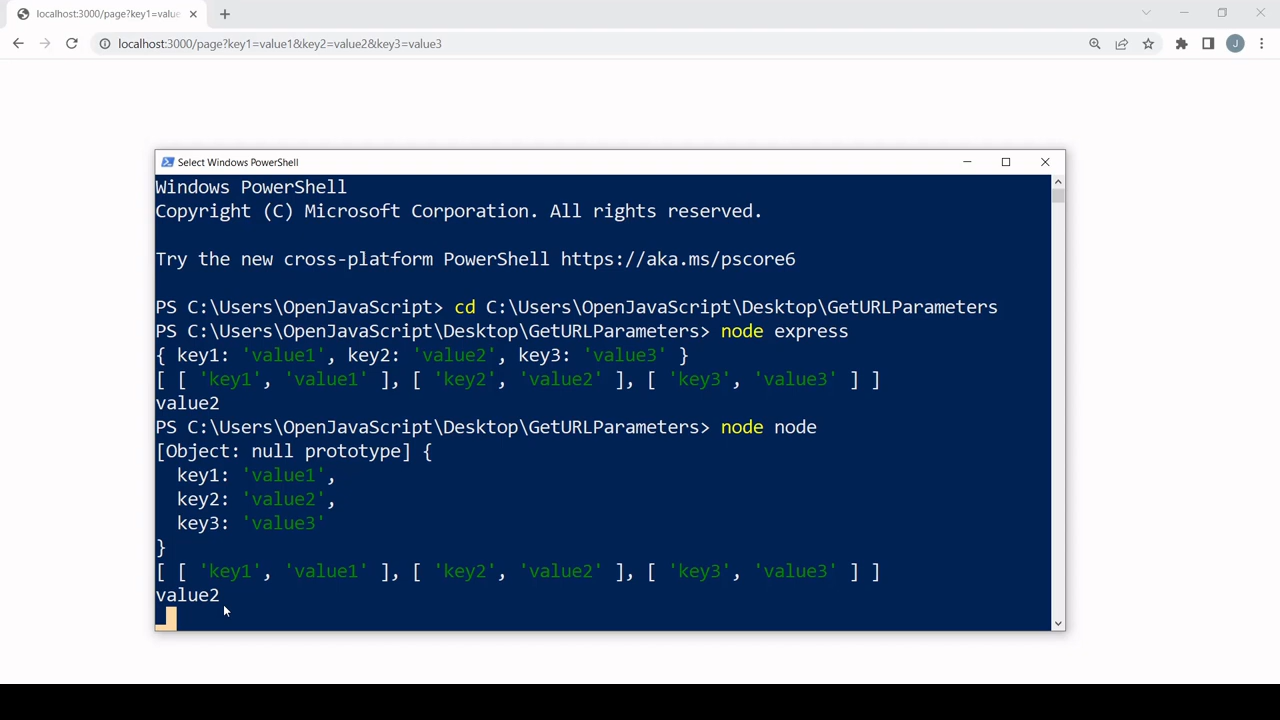 localhost:3000/page?key1=value
localhost:3000/page?key1=value1&key2=value2&key3=value3
J
Select Windows PowerShell
Windows PowerShell
Copyright (C) Microsoft Corporation. All rights reserved.
Try the new cross-platform PowerShell https://aka.ms/pscore6
PS C:\Users\OpenJavaScript> cd C:\Users\OpenJavaScript\Desktop\GetURLParameters
PS C:\Users\OpenJavaScript\Desktop\GetURLParameters> node express
{ key1: 'value1', key2: 'value2', key3: 'value3' }
[ [ 'key1', 'value1' ], [ 'key2', 'value2' ], [ 'key3', 'value3' ] ]
value2
PS C:\Users\OpenJavaScript\Desktop\GetURLParameters> node node
[Object: null prototype] {
key1: 'value1',
key2: 'value2',
key3: 'value3'
}
[ [ 'key1', 'value1' ], [ 'key2', 'value2' ], [ 'key3', 'value3' ] ]
value2